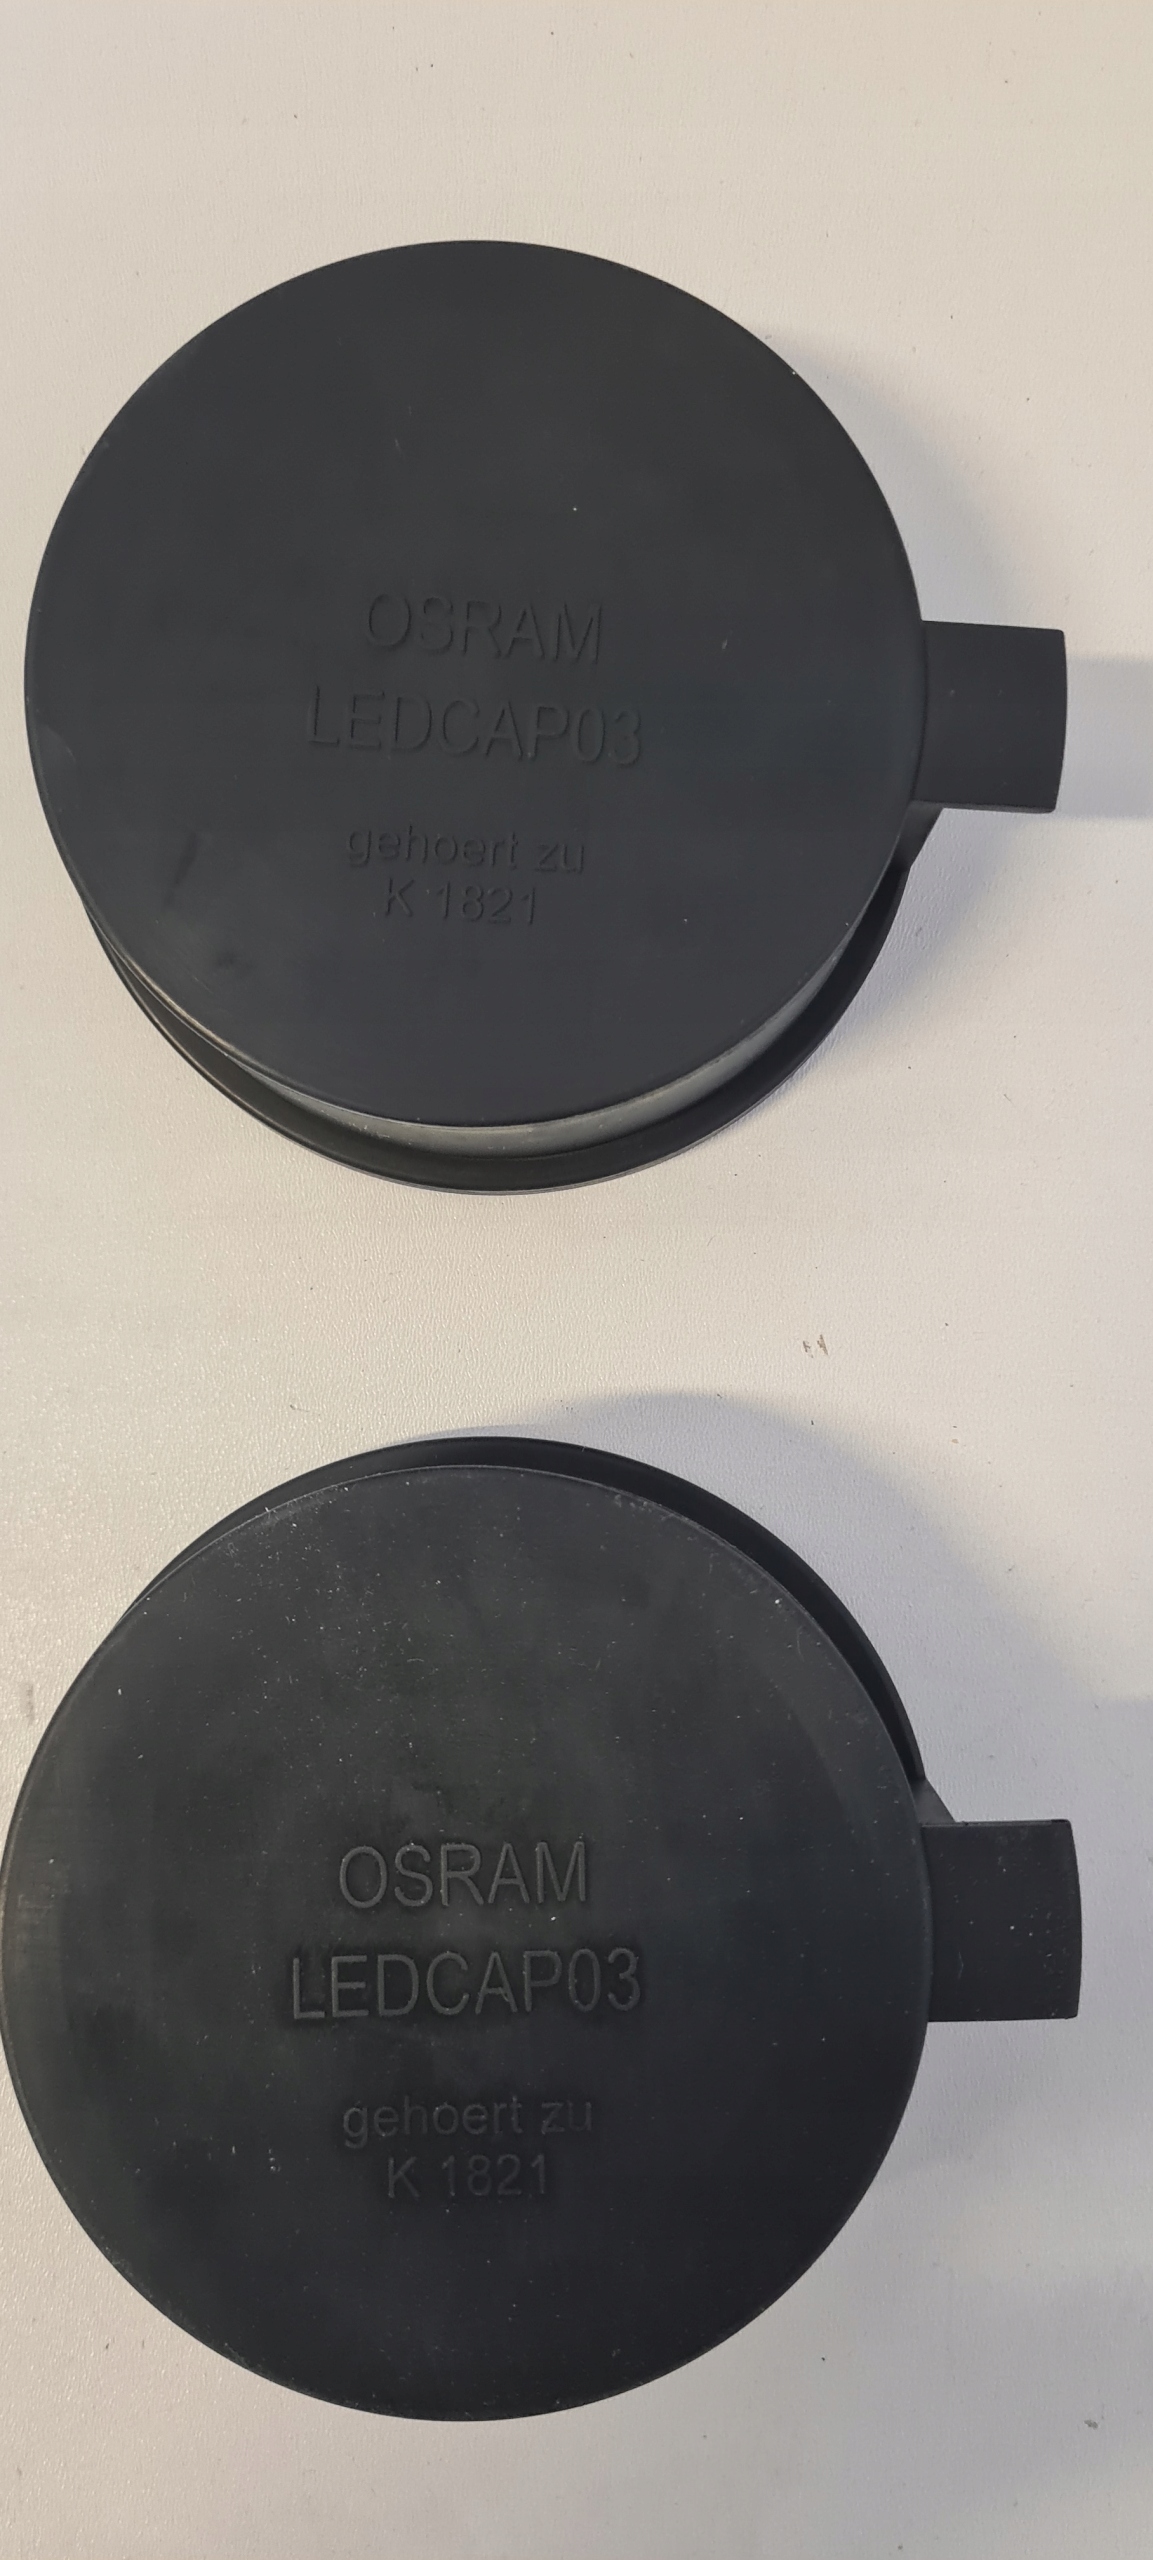 OSRAM
LEDCAP03
gehoert zu
K 1821
OSRAM
LEDCAP03
gehoert zu
K 1821